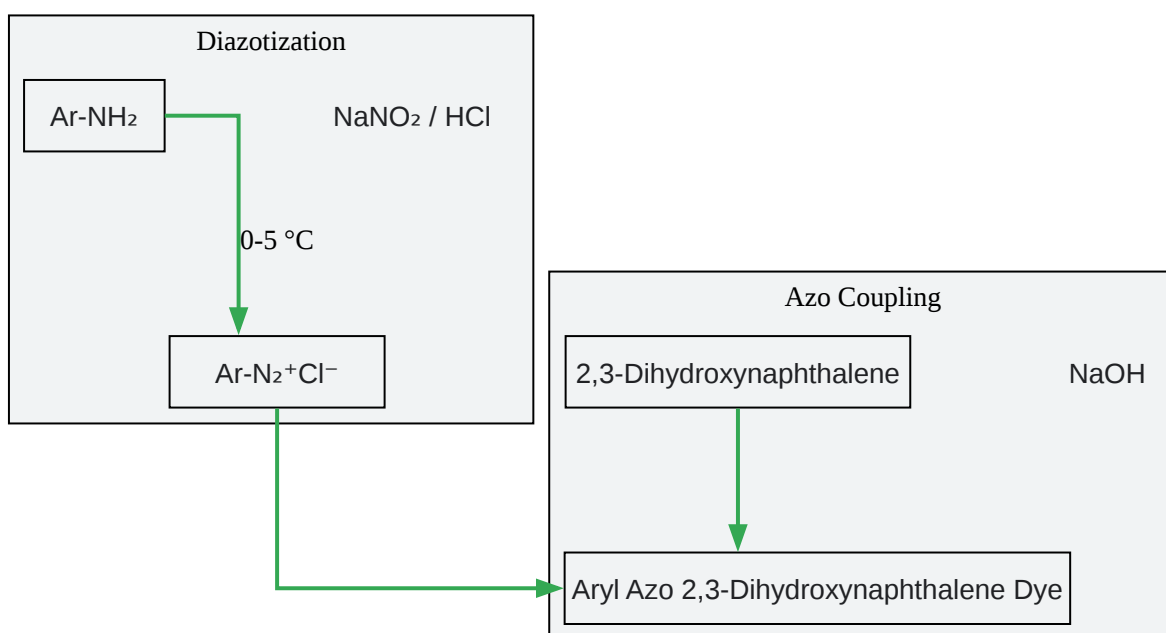 Diazotization
Ar-NH₂
NaNO₂ / HCl
0-5 °C
Ar-N₂⁺Cl⁻
Azo Coupling
2,3-Dihydroxynaphthalene
NaOH
Aryl Azo 2,3-Dihydroxynaphthalene Dye